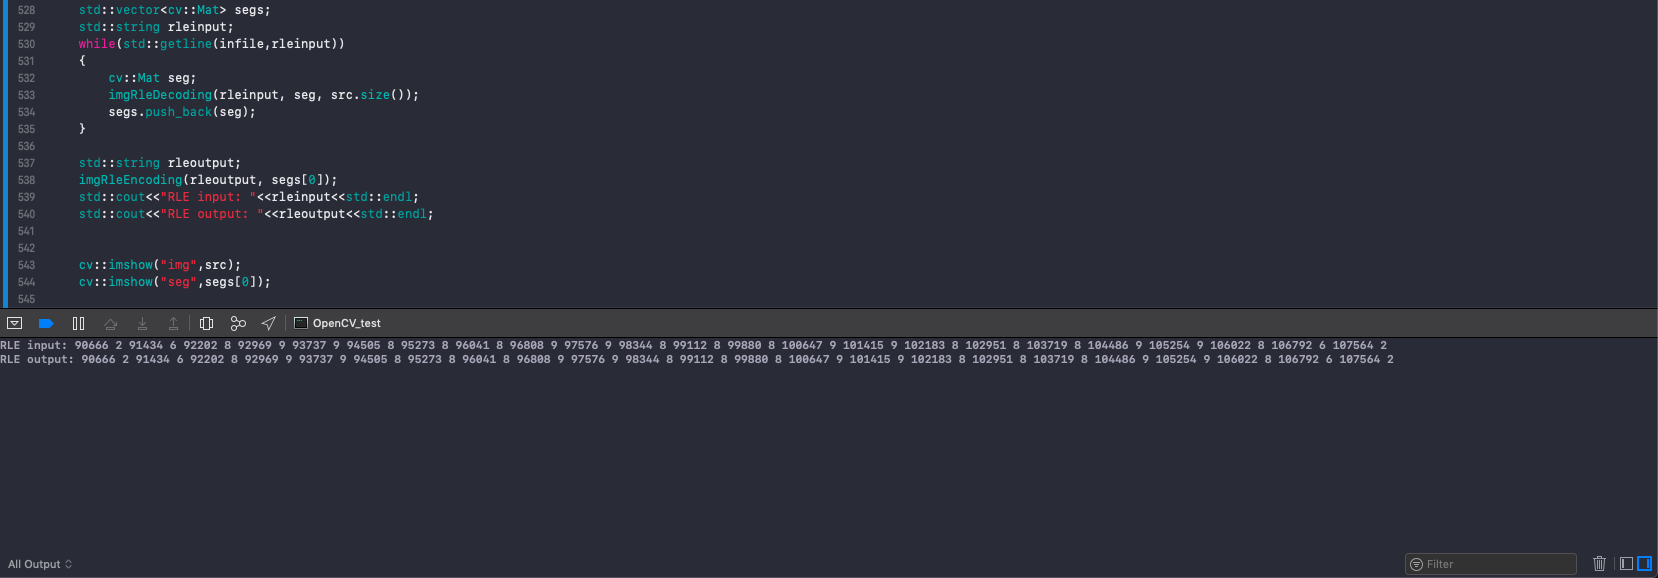 528 std::vector<cv::Mat> segs;
529 std::string rleinput;
530 while(std::getline(infile,rleinput))
531 {
532 cv::Mat seg;
533 imgRleDecoding(rleinput, seg, src.size());
534 segs.push_back(seg);
535 }
536
537 std::string rleoutput;
538 imgRleEncoding(rleoutput, segs[0]);
539 std::cout<<"RLE input: "<<rleinput<<std::endl;
540 std::cout<<"RLE output: "<<rleoutput<<std::endl;
541
542
543 cv::imshow("img",src);
544 cv::imshow("seg",segs[0]);
545
OpenCV_test
RLE input: 90666 2 91434 6 92202 8 92969 9 93737 9 94505 8 95273 8 96041 8 96808 9 97576 9 98344 8 99112 8 99880 8 100647 9 101415 9 102183 8 102951 8 103719 8 104486 9 105254 9 106022 8 106792 6 107564 2
RLE output: 90666 2 91434 6 92202 8 92969 9 93737 9 94505 8 95273 8 96041 8 96808 9 97576 9 98344 8 99112 8 99880 8 100647 9 101415 9 102183 8 102951 8 103719 8 104486 9 105254 9 106022 8 106792 6 107564 2
All Output
Filter